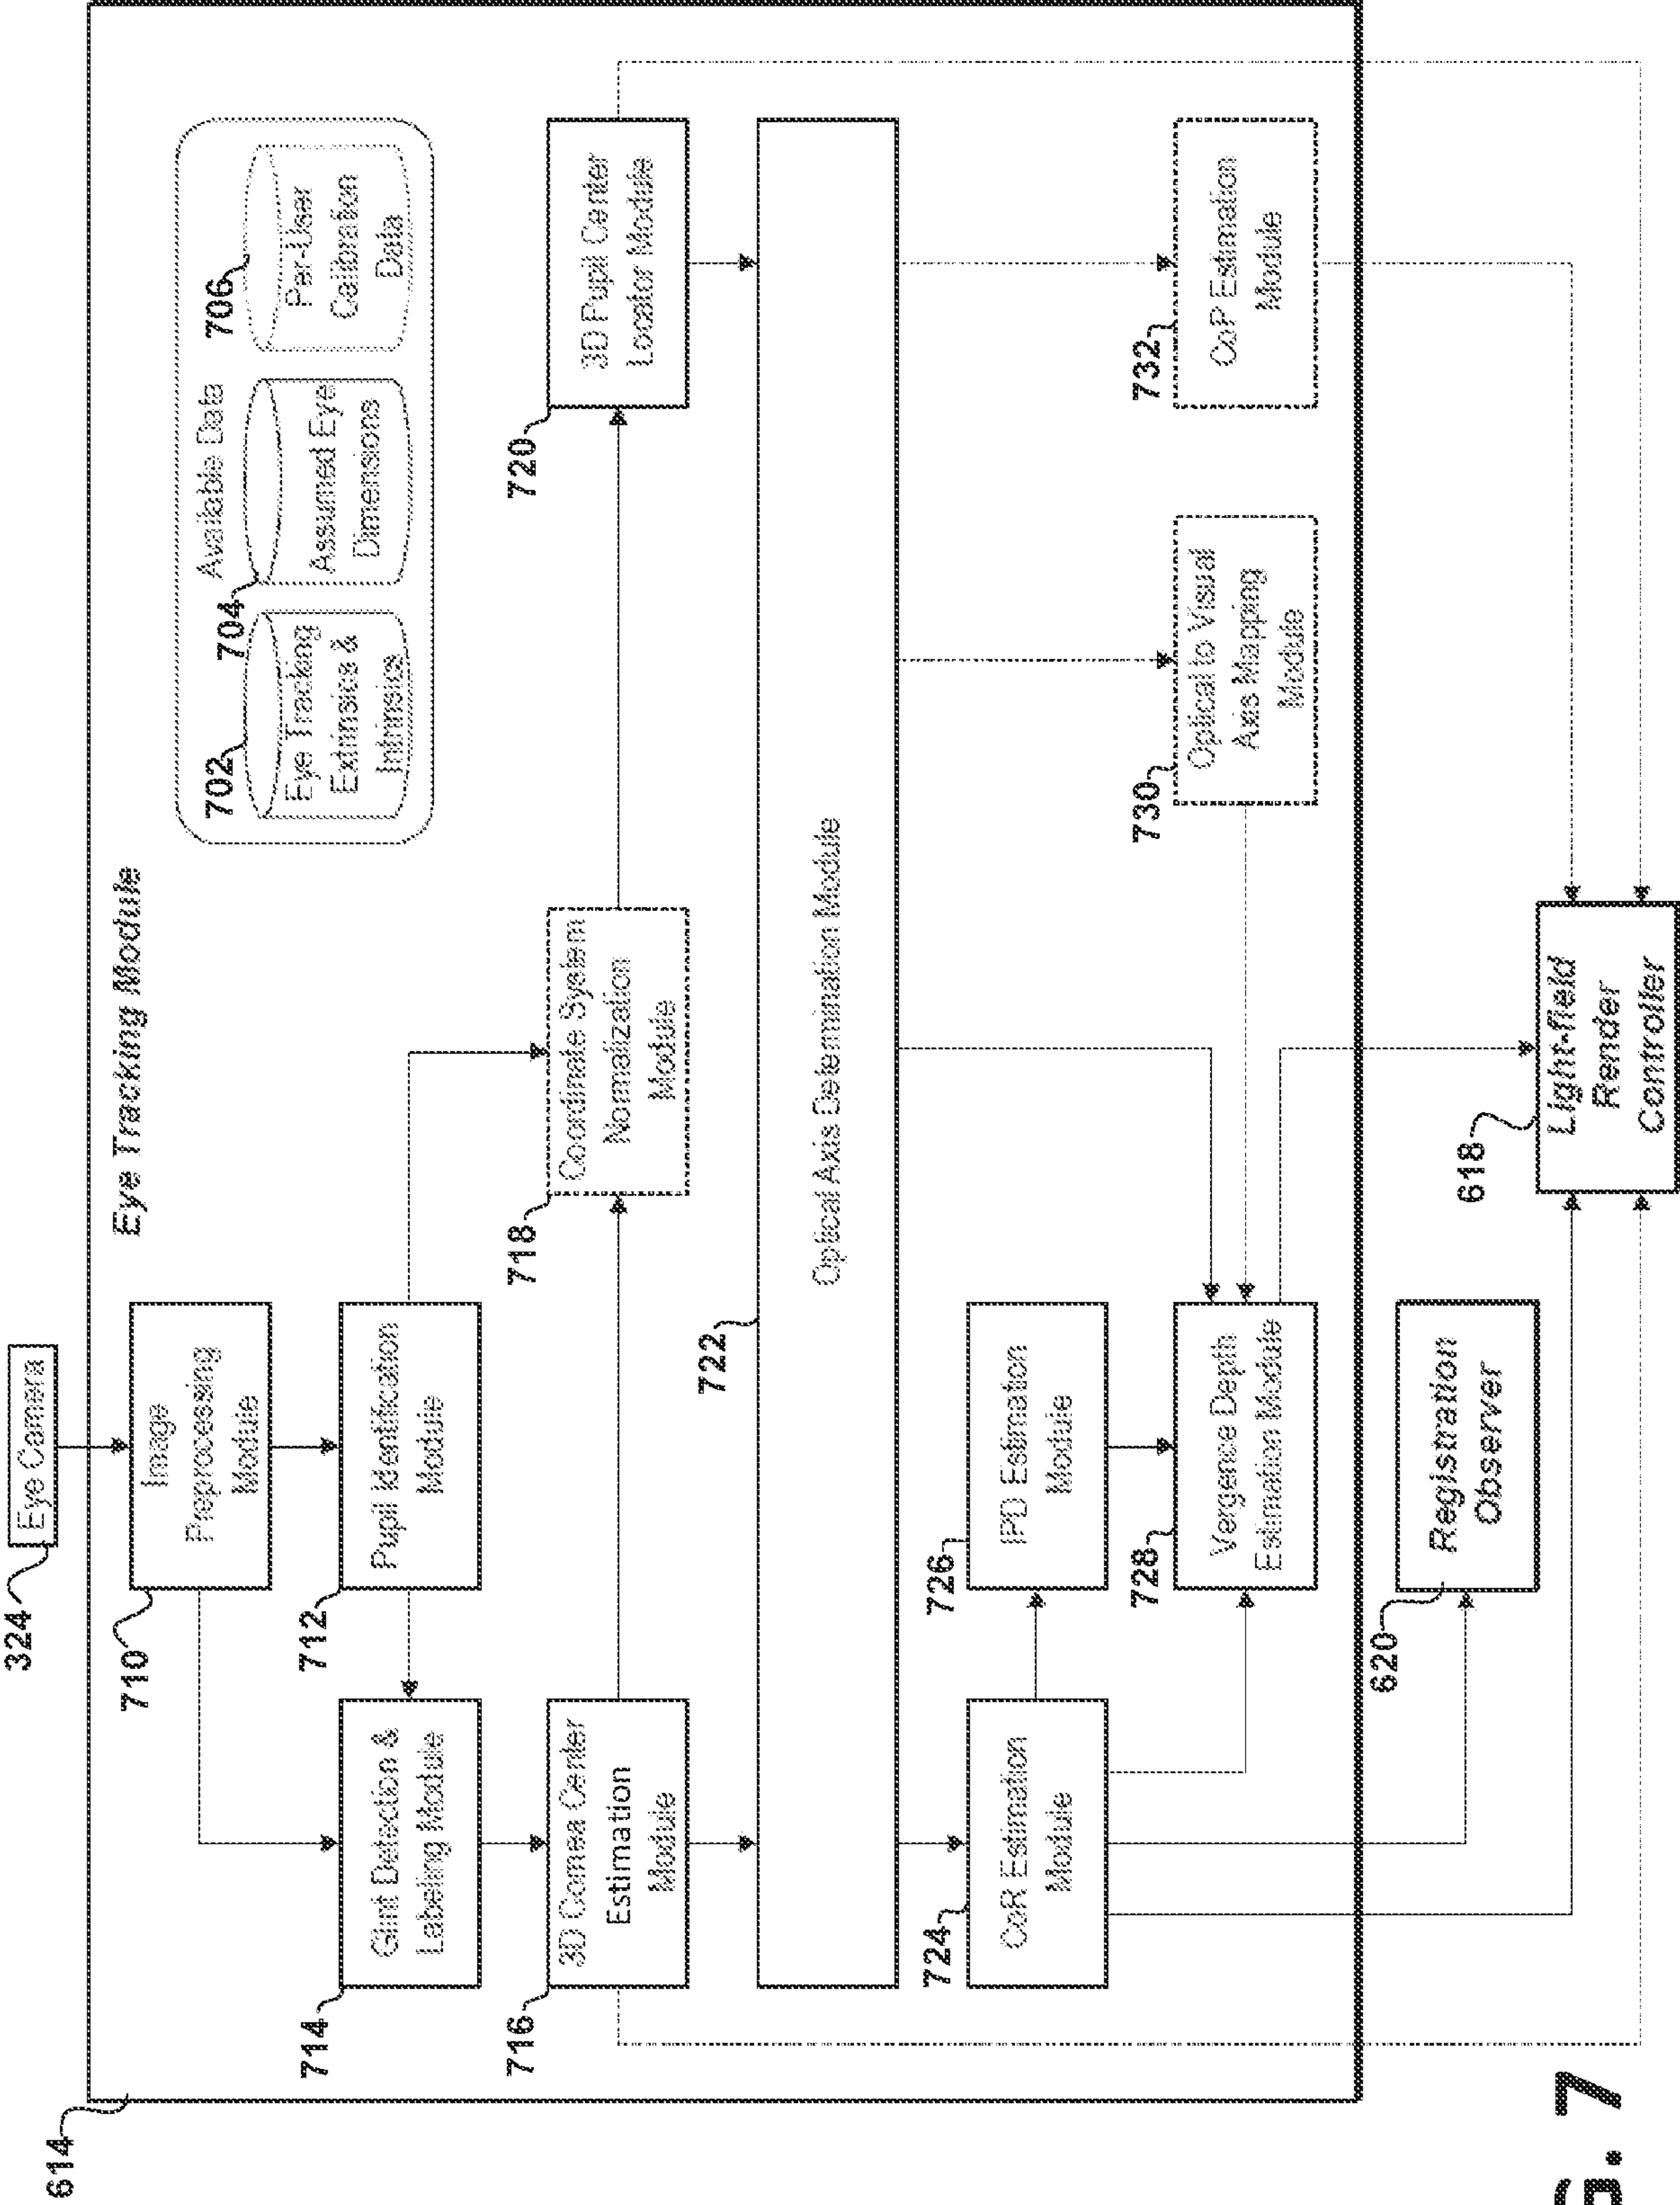 324
Eye Camera
614
Eye Tracking Module
710
Image
Preprocessing
Module
Available Data
702
Eye Tracking
Extrinsics &
Intrinsics
704
Assumed Eye
Dimensions
706
Per-User
Calibration
Data
714
Glint Detection &
Labeling Module
712
Pupil Identification
Module
716
3D Cornea Center
Estimation
Module
718
Coordinate System
Normalization
Module
720
3D Pupil Center
Locator Module
722
Optical Axis Determination Module
724
CoR Estimation
Module
726
IPD Estimation
Module
728
Vergence Depth
Estimation Module
730
Optical to Visual
Axis Mapping
Module
732
CoP Estimation
Module
620
Registration
Observer
618
Light-field
Render
Controller
G. 7